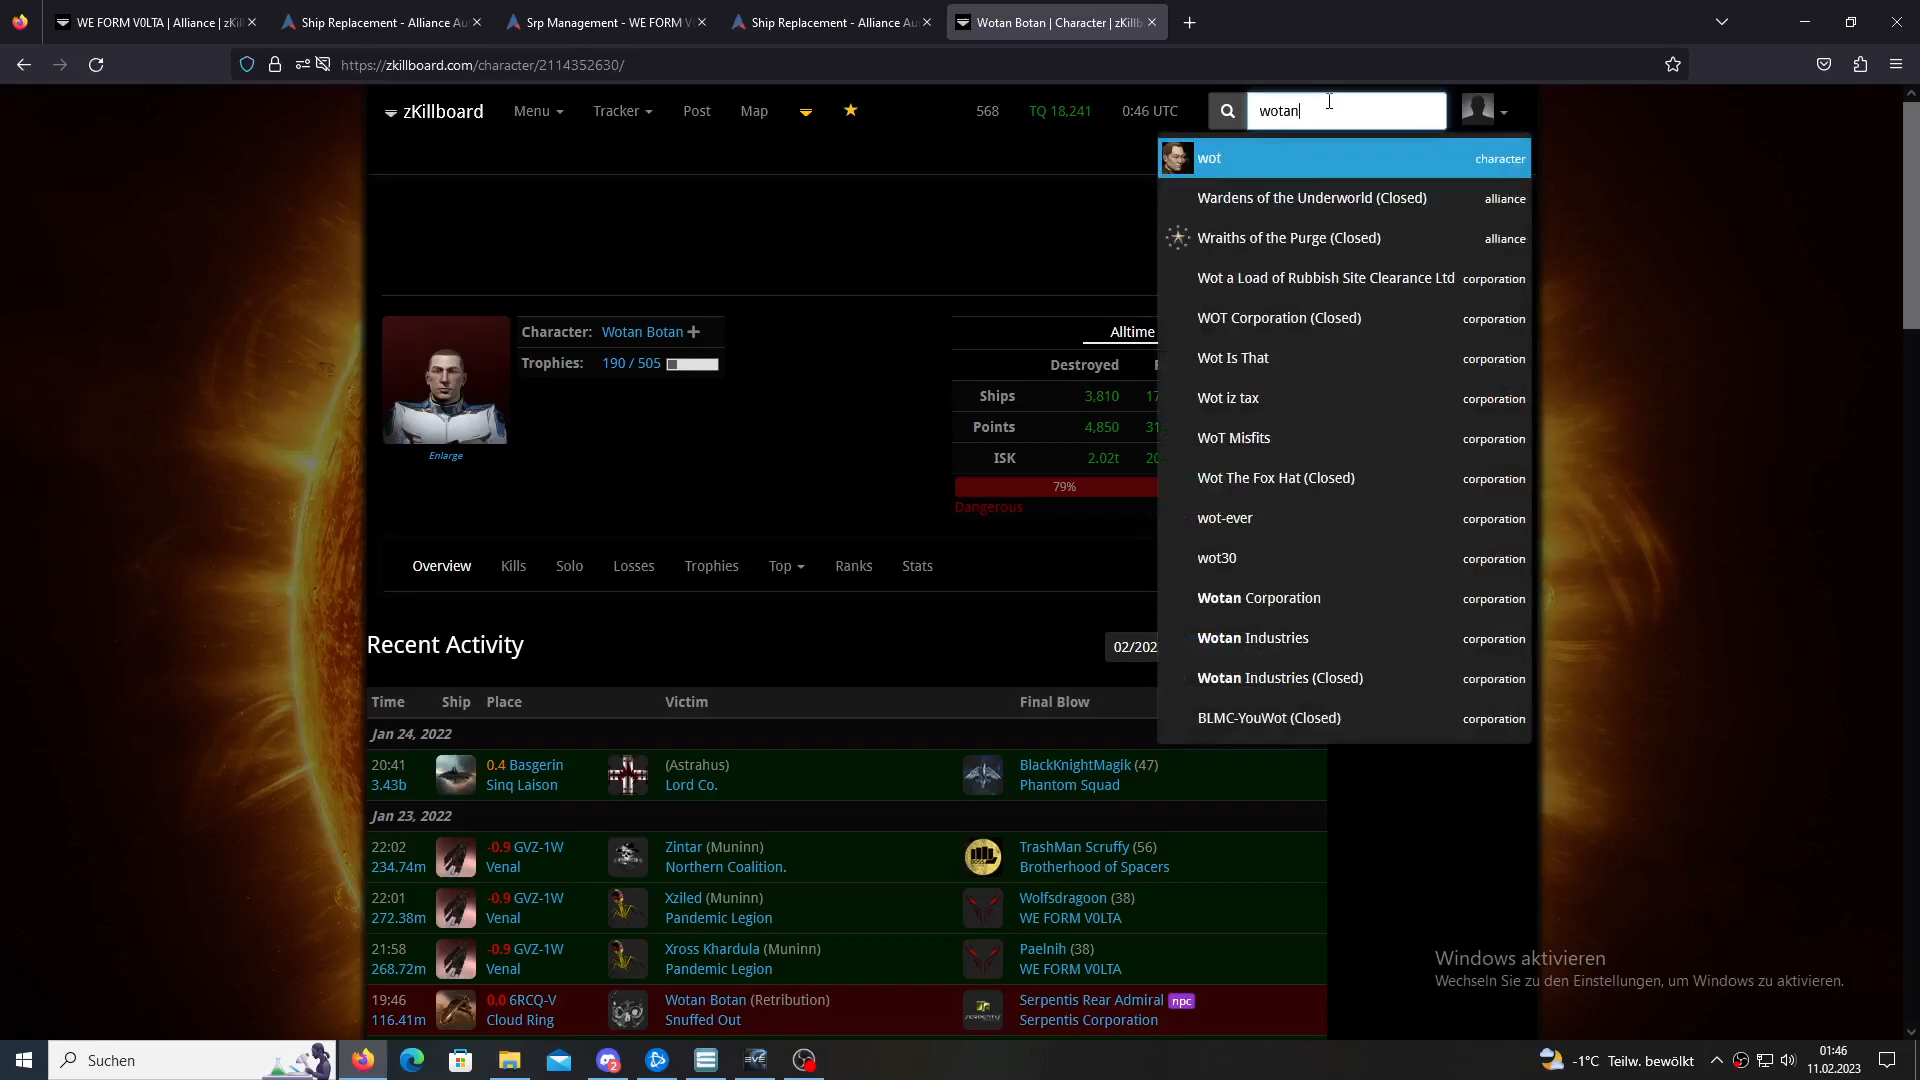 WE FORM V0LTA | Alliance | zKil
Ship Replacement - Alliance Au
Srp Management - WE FORM V
Ship Replacement - Alliance Au
Wotan Botan | Character | zKillb
https://zkillboard.com/character/2114352630/
zKillboard Menu Tracker Post Map 568 TQ 18,241 0:46 UTC wotan
wot character
Wardens of the Underworld (Closed) alliance
Wraiths of the Purge (Closed) alliance
Wot a Load of Rubbish Site Clearance Ltd corporation
WOT Corporation (Closed) corporation
Wot Is That corporation
Wot iz tax corporation
WoT Misfits corporation
Wot The Fox Hat (Closed) corporation
wot-ever corporation
wot30 corporation
Wotan Corporation corporation
Wotan Industries corporation
Wotan Industries (Closed) corporation
BLMC-YouWot (Closed) corporation
Character: Wotan Botan
Trophies: 190 / 505
Enlarge
Alltime
Destroyed
Ships 3,810 17
Points 4,850 31
ISK 2.02t 20
79%
Dangerous
Overview Kills Solo Losses Trophies Top Ranks Stats
Recent Activity
02/202
Time Ship Place Victim Final Blow
Jan 24, 2022
20:41 0.4 Basgerin (Astrahus) BlackKnightMagik (47)
3.43b Sinq Laison Lord Co. Phantom Squad
Jan 23, 2022
22:02 -0.9 GVZ-1W Zintar (Muninn) TrashMan Scruffy (56)
234.74m Venal Northern Coalition. Brotherhood of Spacers
22:01 -0.9 GVZ-1W Xziled (Muninn) Wolfsdragoon (38)
272.38m Venal Pandemic Legion WE FORM V0LTA
21:58 -0.9 GVZ-1W Xross Khardula (Muninn) Paelnih (38)
268.72m Venal Pandemic Legion WE FORM V0LTA
19:46 0.0 6RCQ-V Wotan Botan (Retribution) Serpentis Rear Admiral npc
116.41m Cloud Ring Snuffed Out Serpentis Corporation
Windows aktivieren
Wechseln Sie zu den Einstellungen, um Windows zu aktivieren.
Suchen
2
-1°C Teilw. bewölkt
01:46
11.02.2023